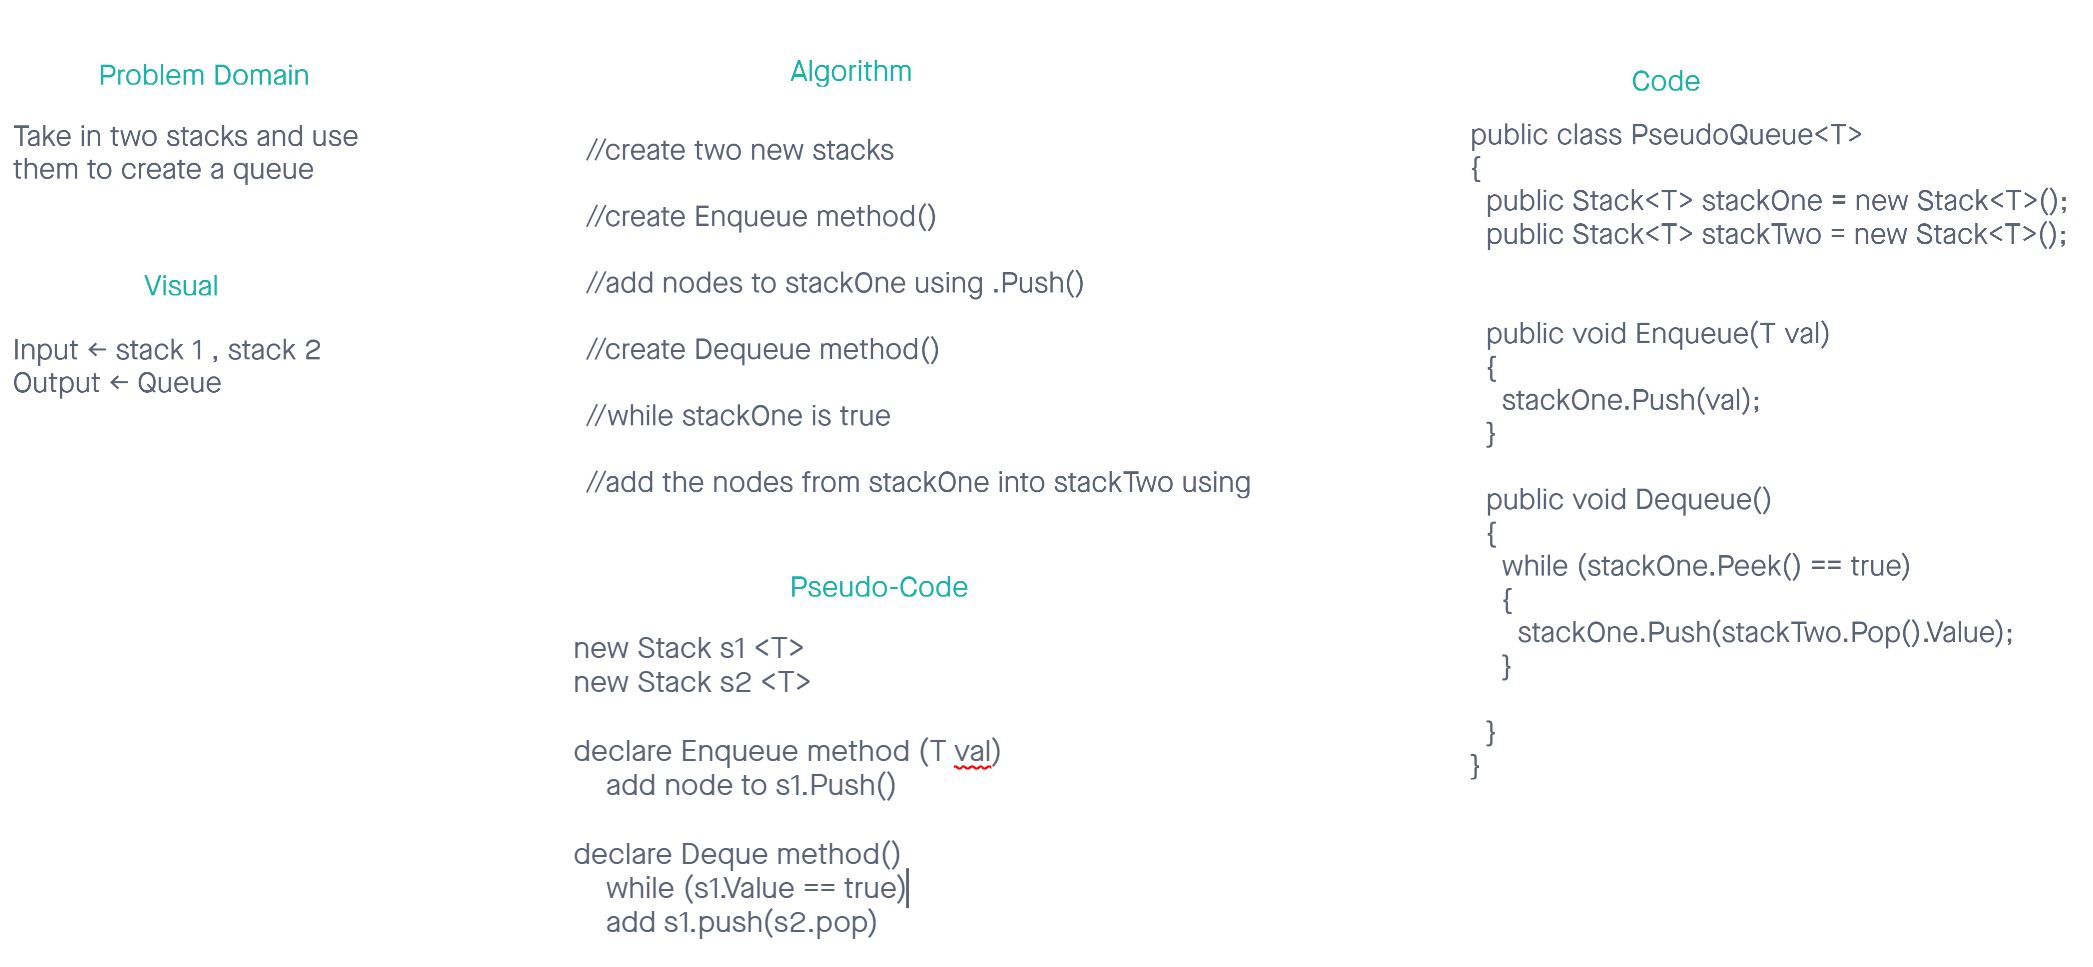 Problem Domain
Take in two stacks and use
them to create a queue
Visual
Input ← stack 1 , stack 2
Output ← Queue
Algorithm
//create two new stacks
//create Enqueue method()
//add nodes to stackOne using .Push()
//create Dequeue method()
//while stackOne is true
//add the nodes from stackOne into stackTwo using
Pseudo-Code
new Stack s1 <T>
new Stack s2 <T>
declare Enqueue method (T val)
add node to s1.Push()
declare Deque method()
while (s1.Value == true)
add s1.push(s2.pop)
Code
public class PseudoQueue<T>
{
public Stack<T> stackOne = new Stack<T>();
public Stack<T> stackTwo = new Stack<T>();
public void Enqueue(T val)
{
stackOne.Push(val);
}
public void Dequeue()
{
while (stackOne.Peek() == true)
{
stackOne.Push(stackTwo.Pop().Value);
}
}
}